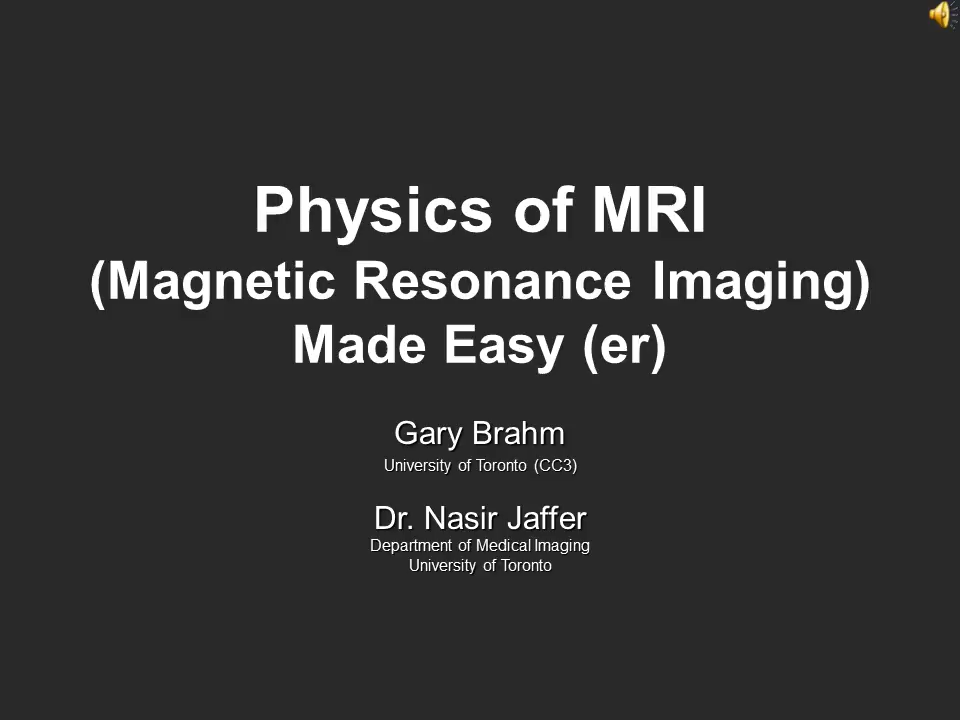 Physics of MRI
(Magnetic Resonance Imaging)
Made Easy (er)
Gary Brahm
University of Toronto (CC3)
Dr. Nasir Jaffer
Department of Medical Imaging
University of Toronto